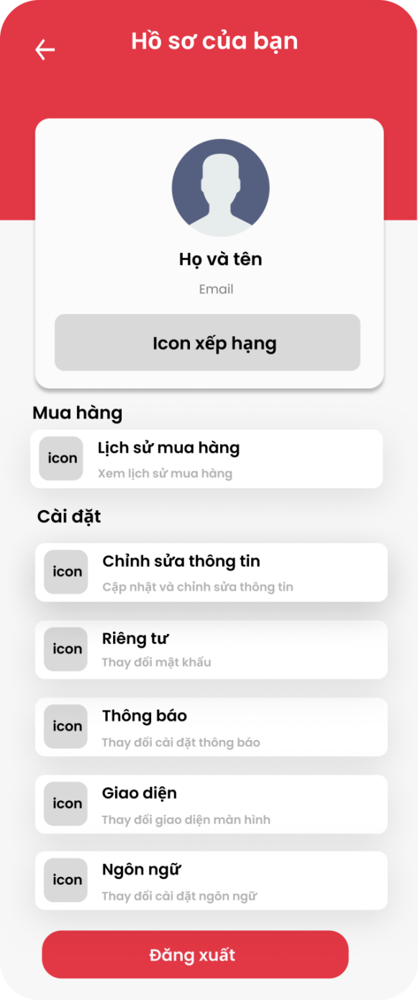 Hồ sơ của bạn
Họ và tên
Email
Icon xếp hạng
Mua hàng
icon
Lịch sử mua hàng
Xem lịch sử mua hàng
Cài đặt
icon
Chỉnh sửa thông tin
Cập nhật và chỉnh sửa thông tin
icon
Riêng tư
Thay đổi mật khẩu
icon
Thông báo
Thay đổi cài đặt thông báo
icon
Giao diện
Thay đổi giao diện màn hình
icon
Ngôn ngữ
Thay đổi cài đặt ngôn ngữ
Đăng xuất